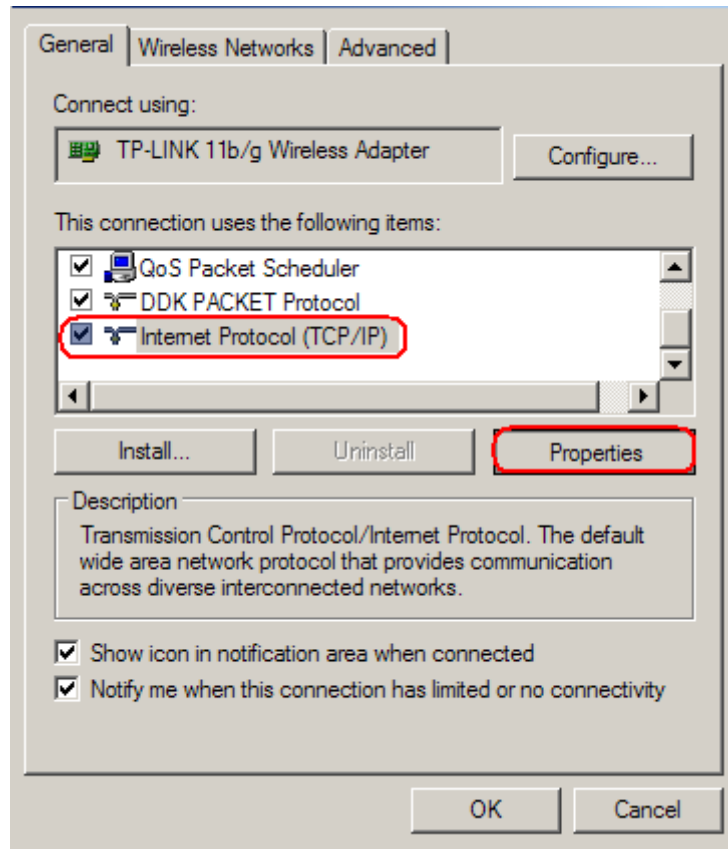 General Wireless Networks Advanced
Connect using:
TP-LINK 11b/g Wireless Adapter Configure...
This connection uses the following items:
QoS Packet Scheduler
DDK PACKET Protocol
Internet Protocol (TCP/IP)
Install... Uninstall Properties
Description
Transmission Control Protocol/Internet Protocol. The default
wide area network protocol that provides communication
across diverse interconnected networks.
Show icon in notification area when connected
Notify me when this connection has limited or no connectivity
OK Cancel